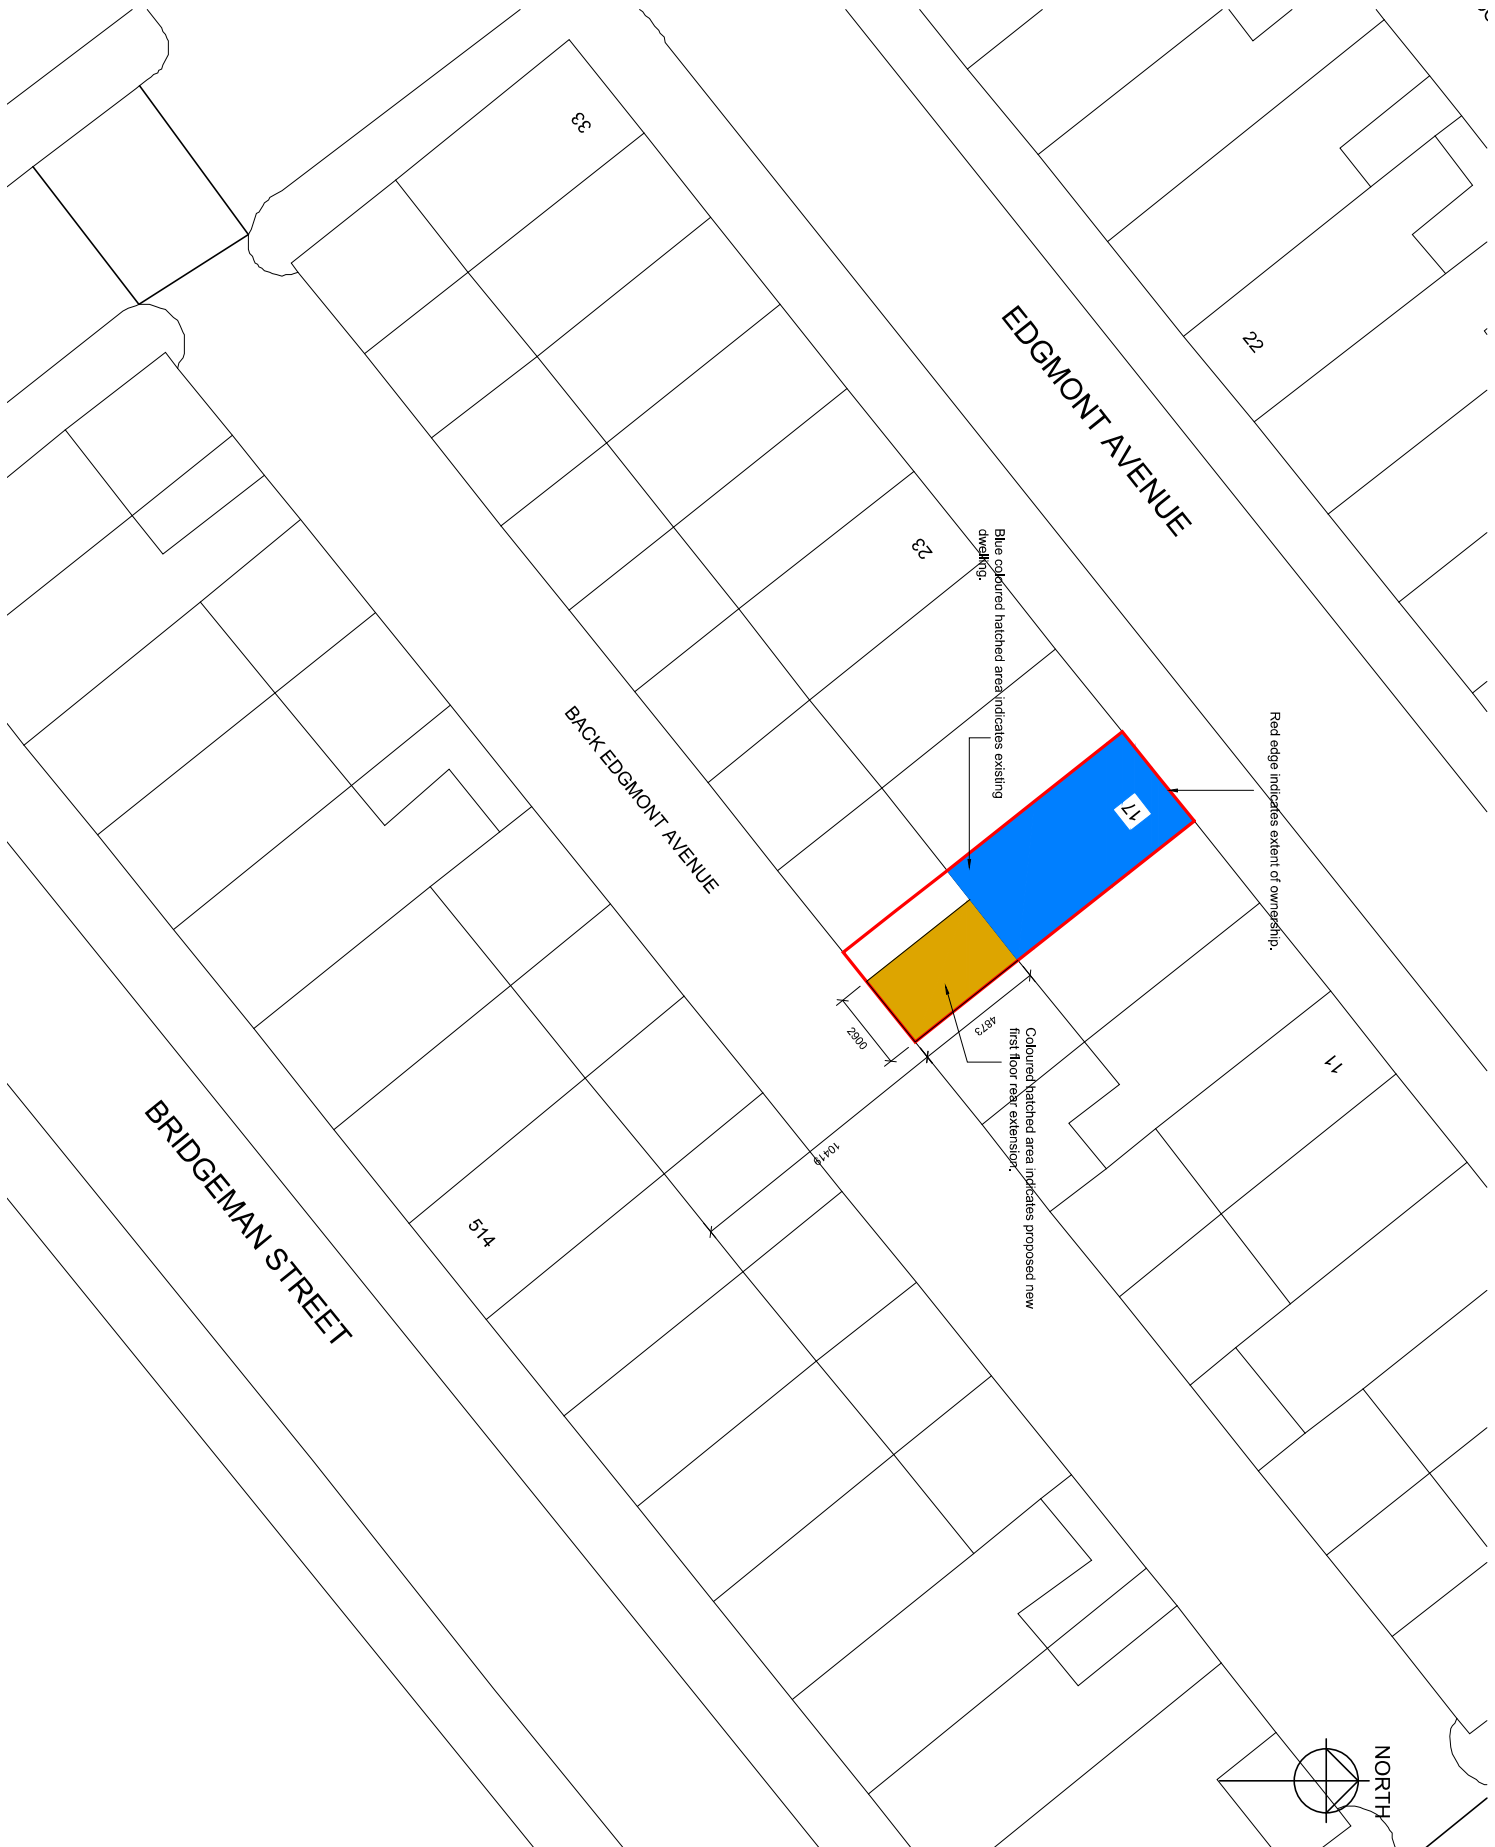 33
EDGMONT AVENUE
22
23
Blue coloured hatched area indicates existing
dwelling.
Red edge indicates extent of ownership.
17
BACK EDGMONT AVENUE
2900
4873
Coloured hatched area indicates proposed new
first floor rear extension.
11
10419
BRIDGEMAN STREET
514
NORTH